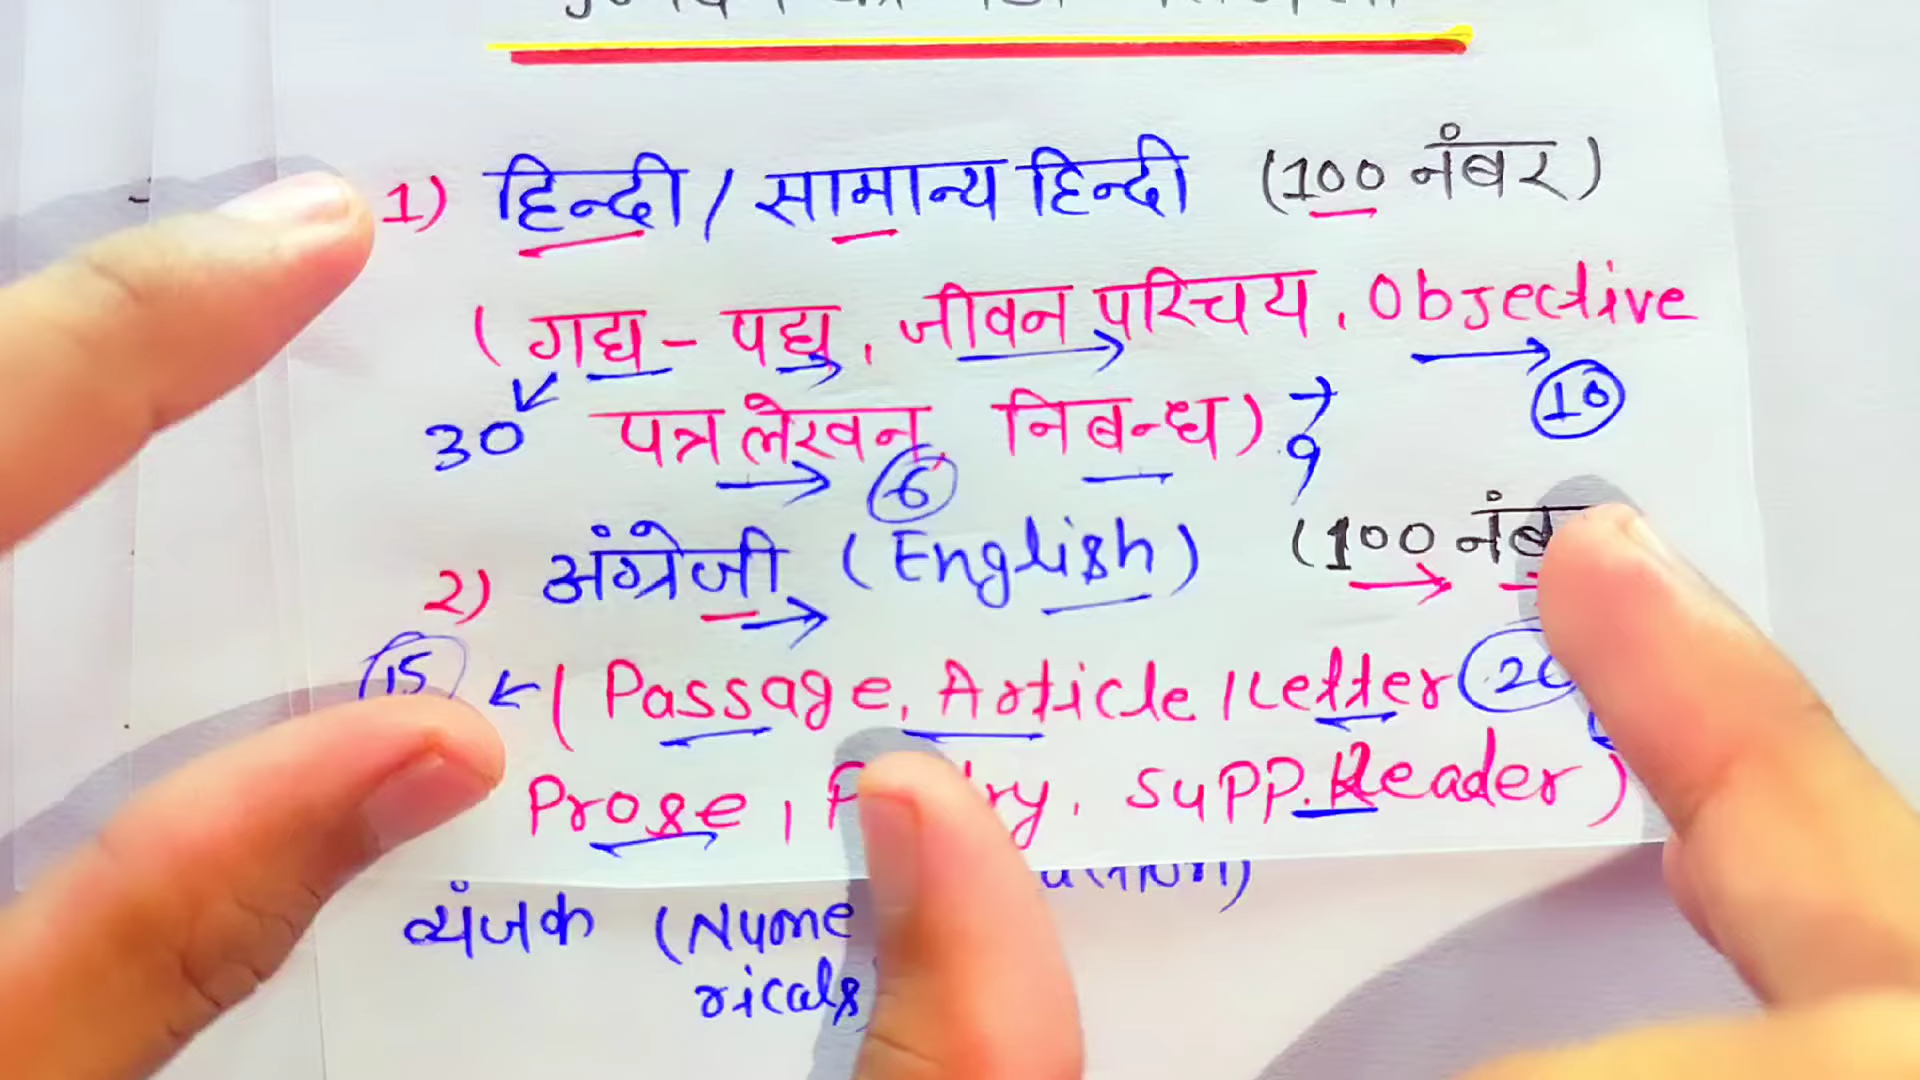 1) हिन्दी / सामान्य हिन्दी (100 नंबर)
( गद्य - पद्य, जीवन परिचय, Objective
10
30 पत्र लेखन, निबन्ध) 9
6
2) अंग्रेजी (English) (100
15 ( Passage, Article / Letter
Prose, supp. Reader)
व्यंजक (Nume
ricals